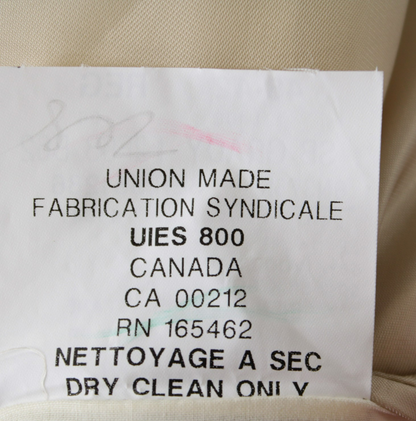 UNION MADE
FABRICATION SYNDICALE
UIES 800
CANADA
CA 00212
RN 165462
NETTOYAGE A SEC
DRY CLEAN ONLY